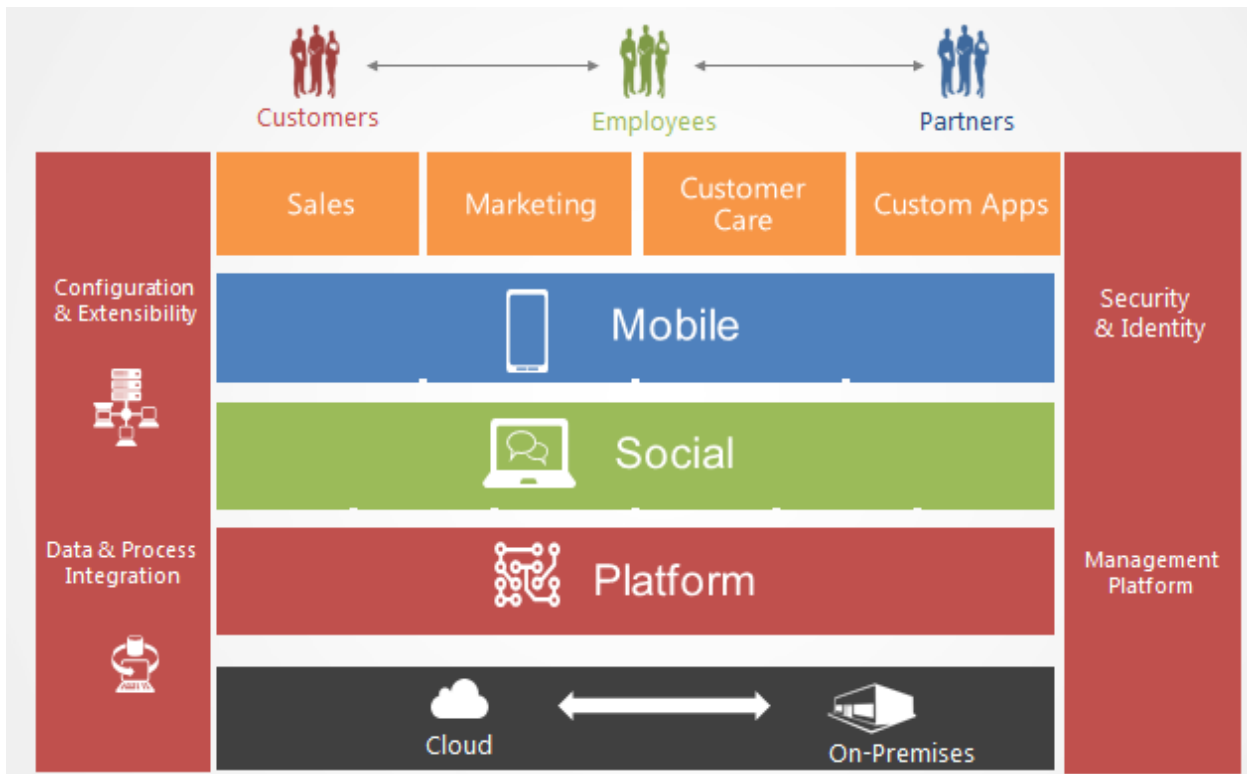 Customers
Employees
Partners
Sales
Marketing
Customer
Care
Custom Apps
Configuration
& Extensibility
Mobile
Security
& Identity
Social
Data & Process
Integration
Platform
Management
Platform
Cloud
On-Premises